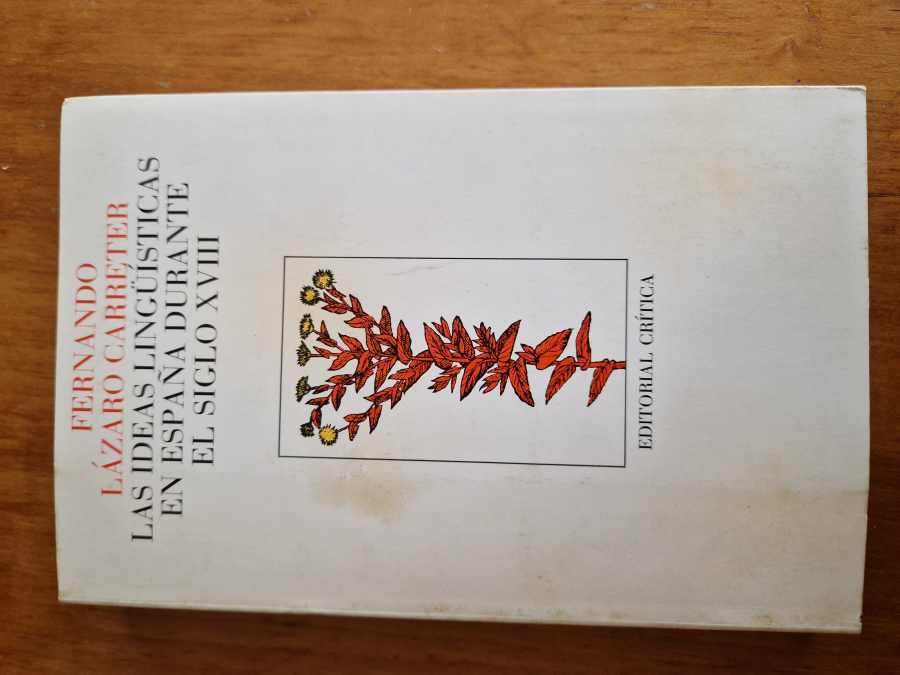 FERNANDO
LÁZARO CARRETER
LAS IDEAS LINGÜÍSTICAS
EN ESPAÑA DURANTE
EL SIGLO XVIII
EDITORIAL CRÍTICA